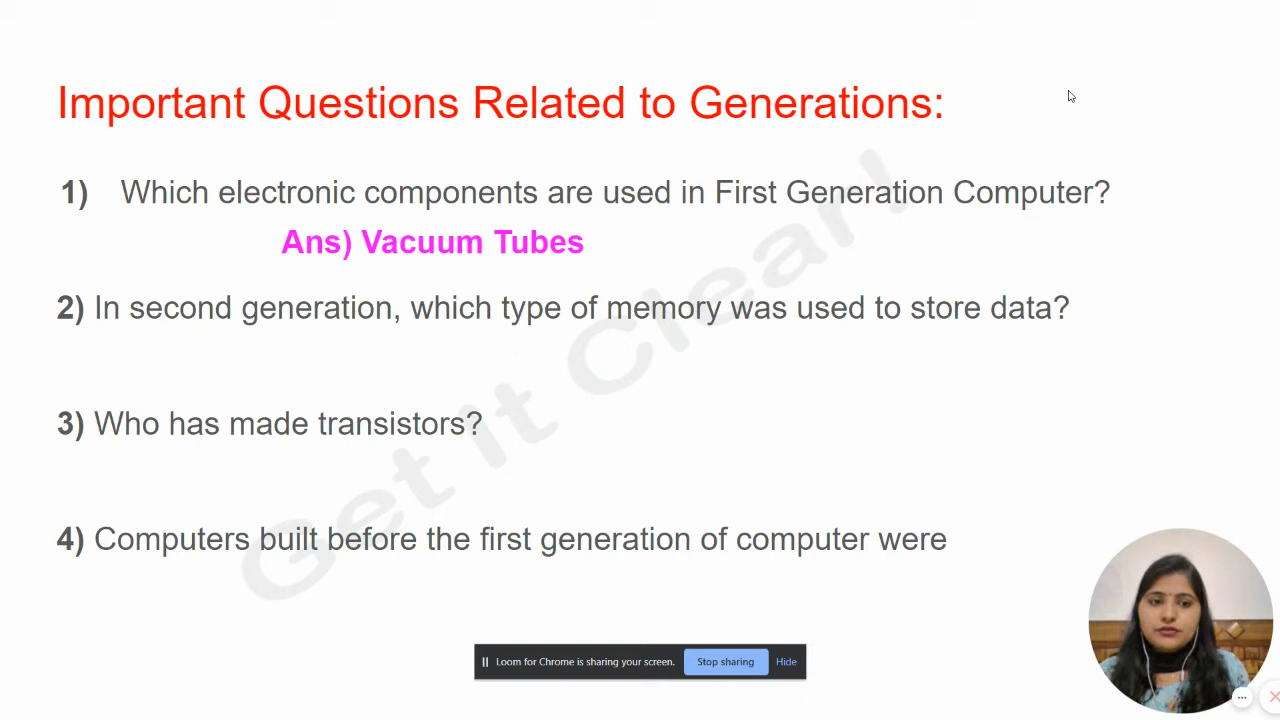 Important Questions Related to Generations:
1) Which electronic components are used in First Generation Computer?
Ans) Vacuum Tubes
2) In second generation, which type of memory was used to store data?
3) Who has made transistors?
4) Computers built before the first generation of computer were
Get it Clear!
Loom for Chrome is sharing your screen. Stop sharing Hide